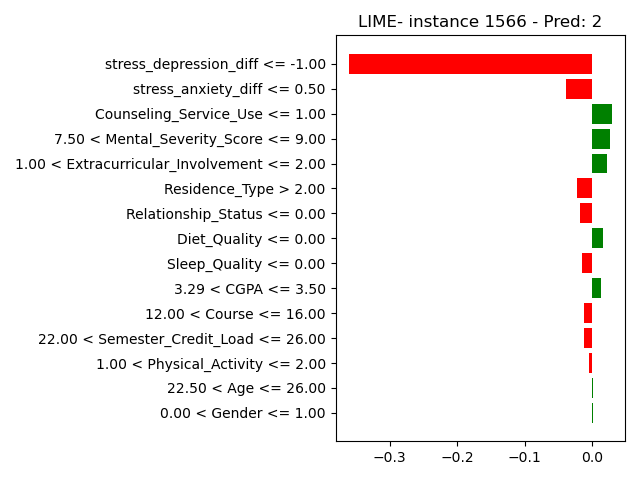 LIME- instance 1566 - Pred: 2
stress_depression_diff <= -1.00
stress_anxiety_diff <= 0.50
Counseling_Service_Use <= 1.00
7.50 < Mental_Severity_Score <= 9.00
1.00 < Extracurricular_Involvement <= 2.00
Residence_Type > 2.00
Relationship_Status <= 0.00
Diet_Quality <= 0.00
Sleep_Quality <= 0.00
3.29 < CGPA <= 3.50
12.00 < Course <= 16.00
22.00 < Semester_Credit_Load <= 26.00
1.00 < Physical_Activity <= 2.00
22.50 < Age <= 26.00
0.00 < Gender <= 1.00
−0.3 −0.2 −0.1 0.0